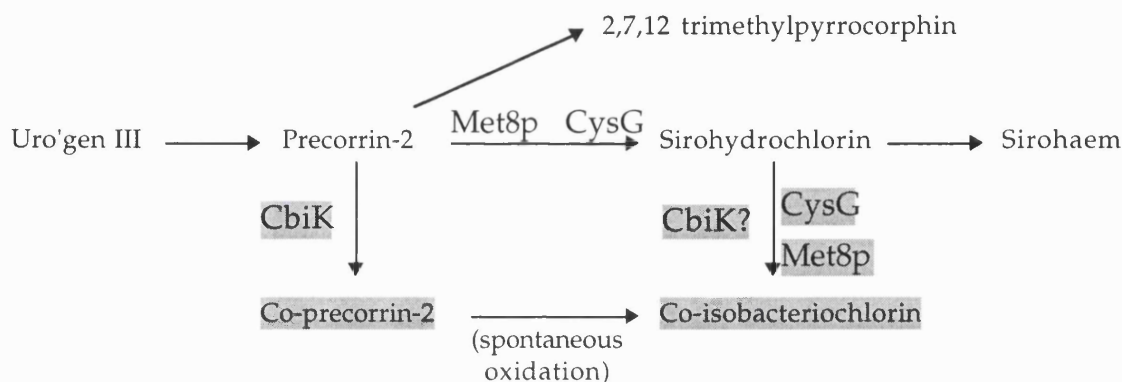 2,7,12 trimethylpyrrocorphin
Met8p CysG
Uro'gen III Precorrin-2 Sirohydrochlorin Sirohaem
CbiK CbiK? CysG
Met8p
Co-precorrin-2 Co-isobacteriochlorin
(spontaneous
oxidation)